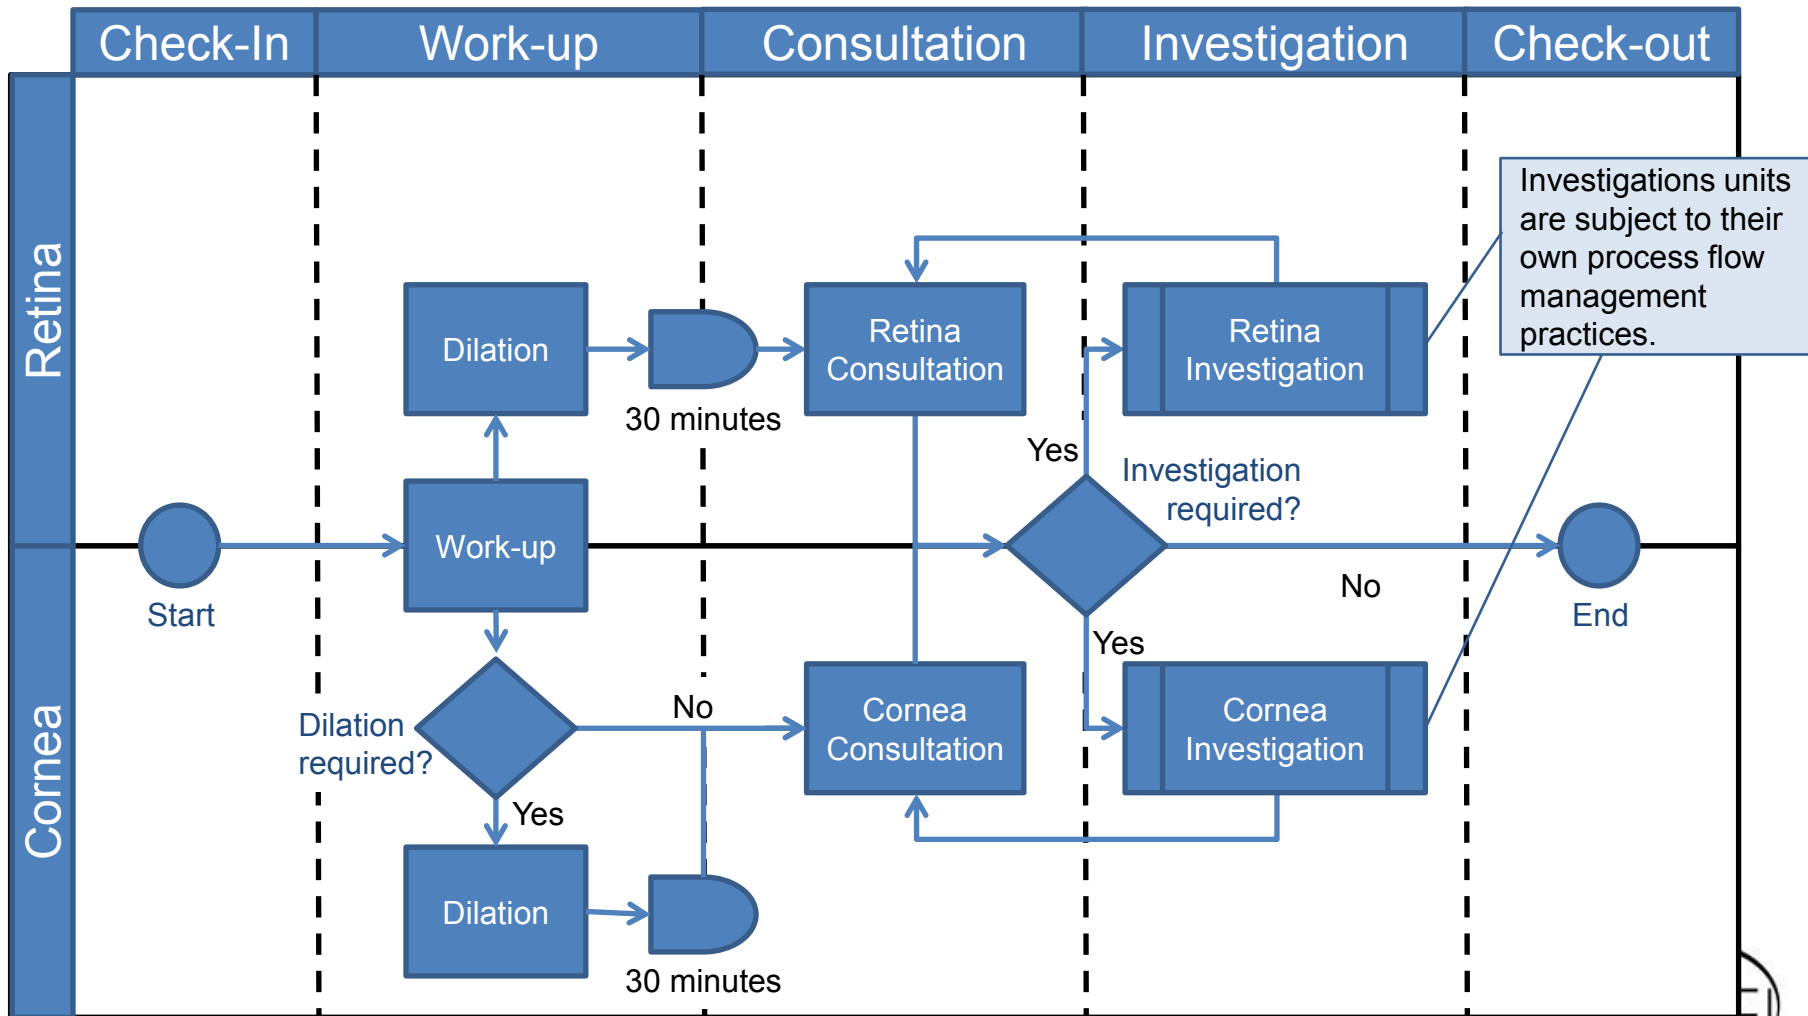 Check-In
Work-up
Consultation
Investigation
Check-out
Retina
Cornea
Investigations units
are subject to their
own process flow
management
practices.
Dilation
30 minutes
Retina
Consultation
Retina
Investigation
Yes
Investigation
required?
Work-up
Start
No
End
Yes
Dilation
required?
No
Cornea
Consultation
Cornea
Investigation
Yes
Dilation
30 minutes